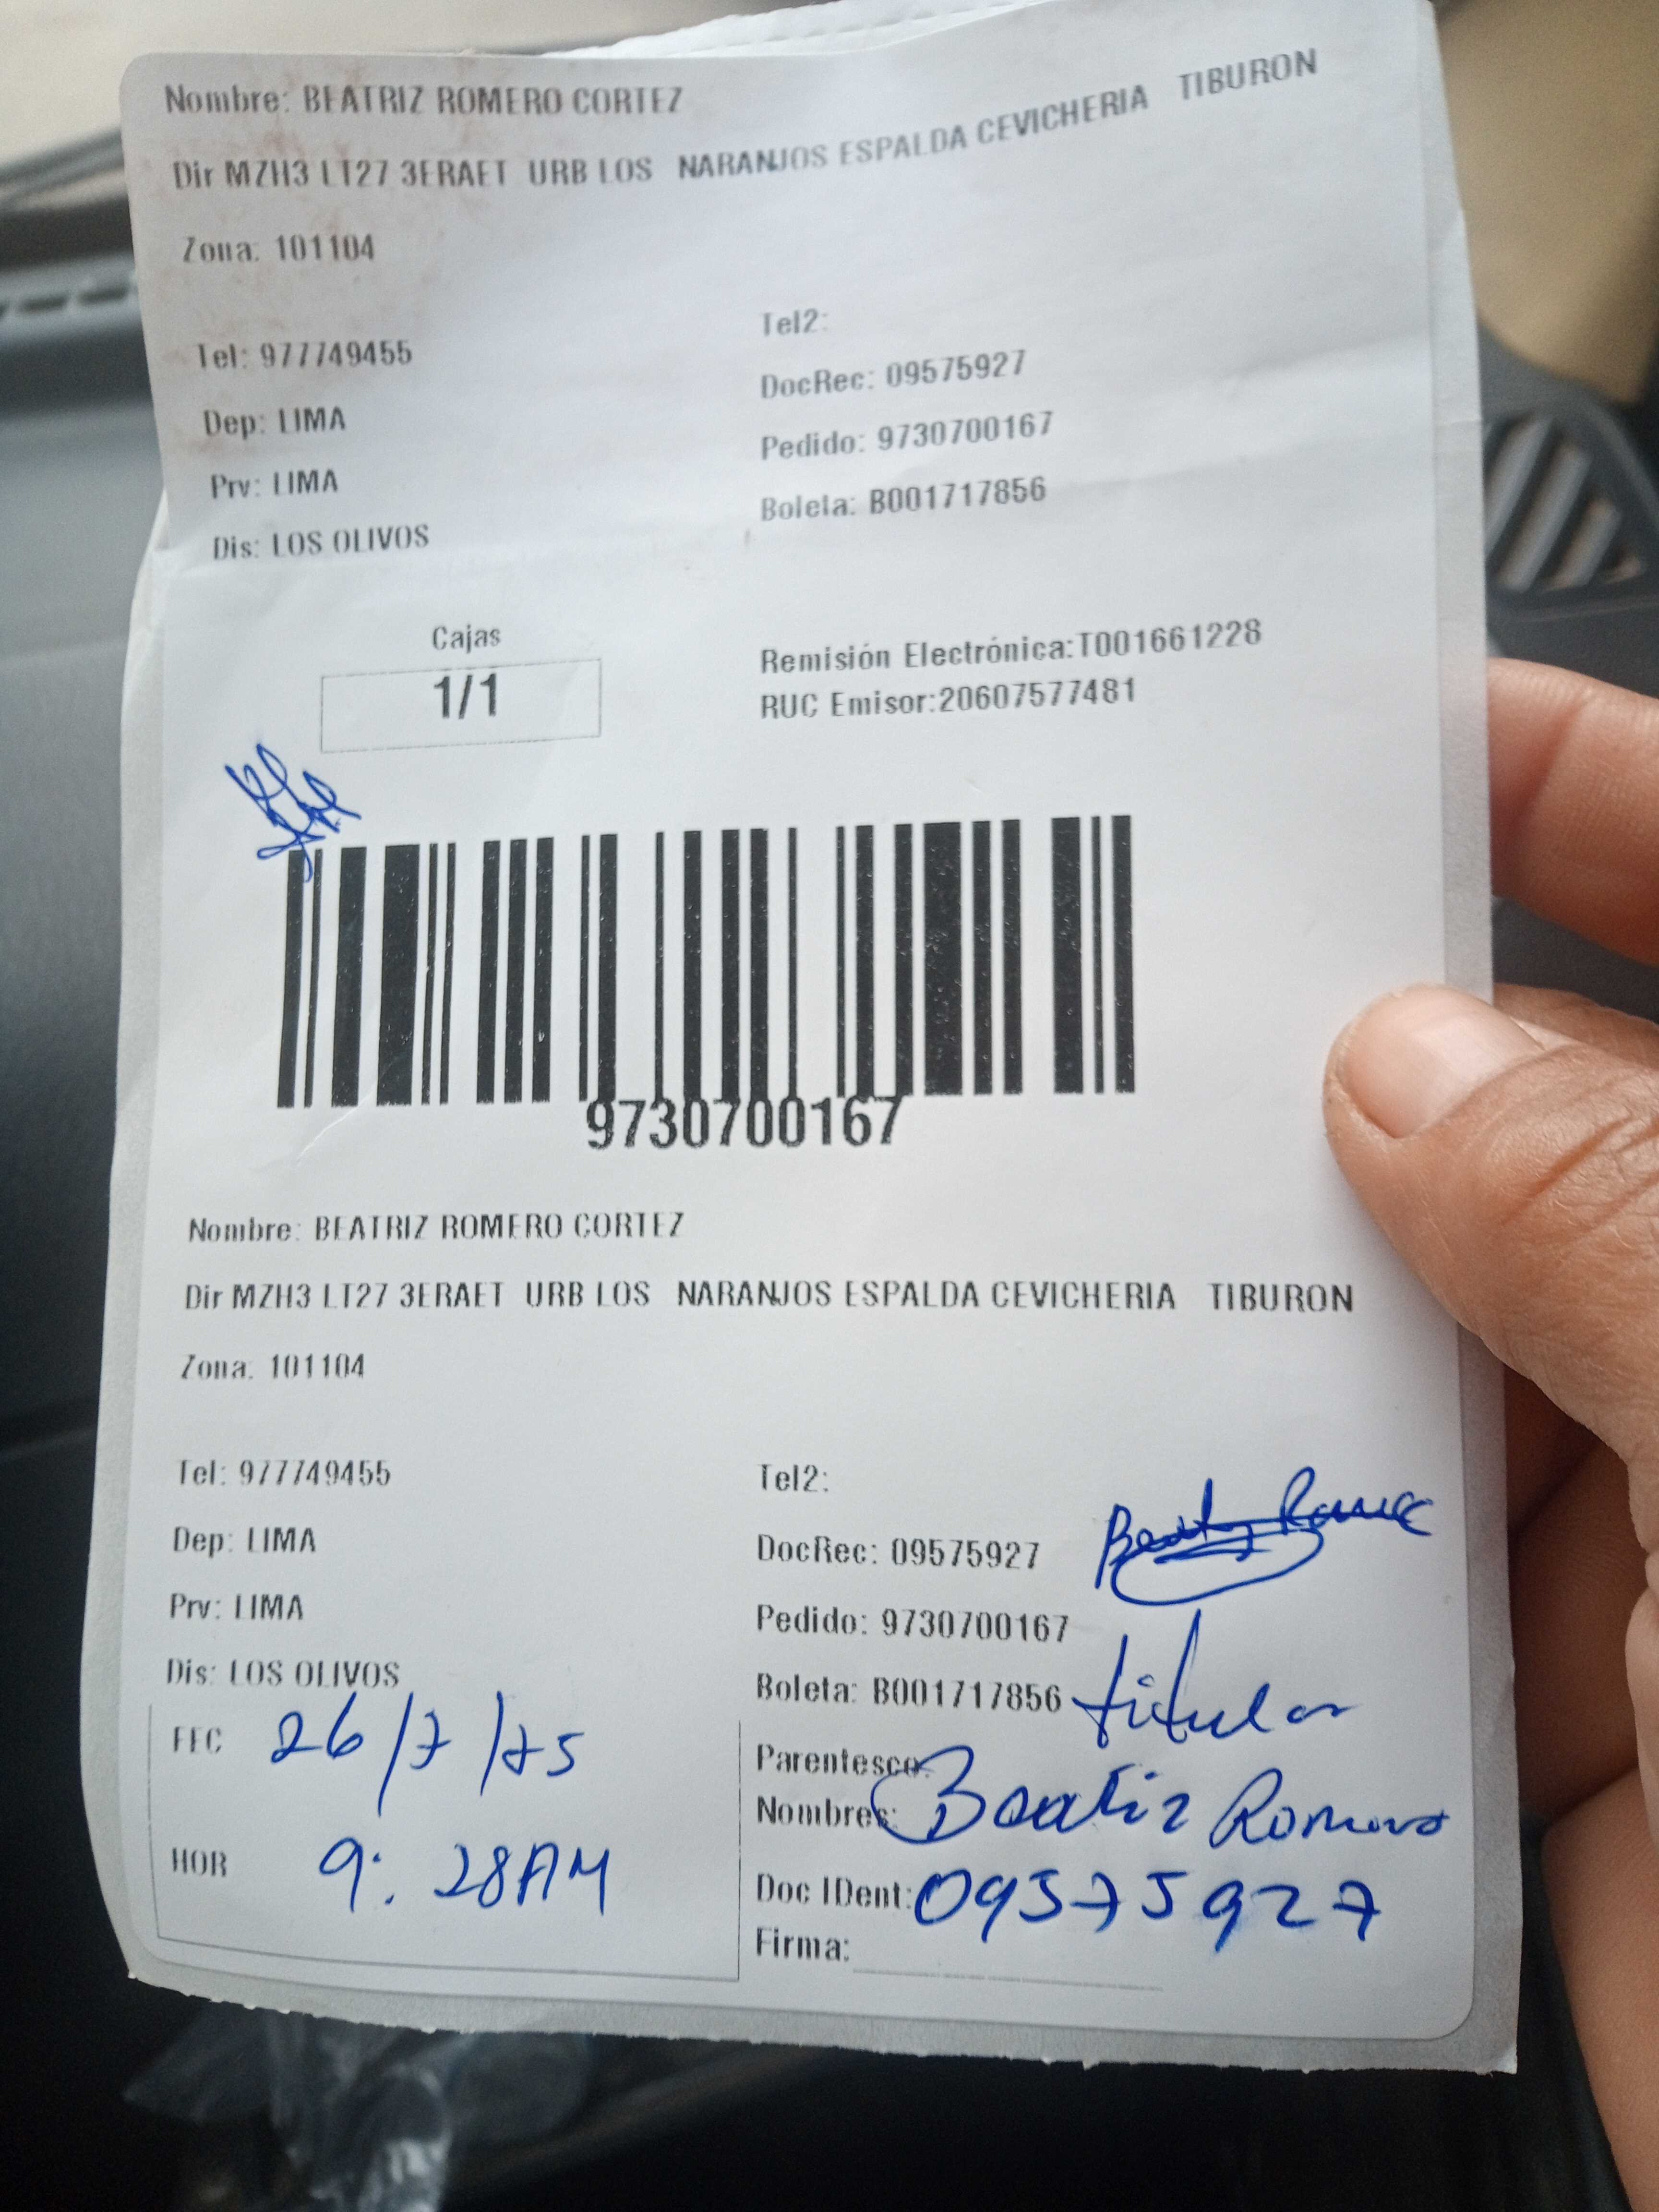 Nombre: BEATRIZ ROMERO CORTEZ
Dir MZH3 LT27 3ERAET URB LOS NARANJOS ESPALDA CEVICHERIA TIBURON
Zona: 101104
Tel: 977749455
Tel2:
DocRec: 09575927
Dep: LIMA
Pedido: 9730700167
Prv: LIMA
Boleta: B001717856
Dis: LOS OLIVOS
Cajas
1/1
Remisión Electrónica:T001661228
RUC Emisor:20607577481
9730700167
Nombre: BEATRIZ ROMERO CORTEZ
Dir MZH3 LT27 3ERAET URB LOS NARANJOS ESPALDA CEVICHERIA TIBURON
Zona: 101104
Tel: 977749455
Tel2:
Dep: LIMA
DocRec: 09575927
Prv: LIMA
Pedido: 9730700167
Dis: LOS OLIVOS
Boleta: B001717856
titular
FEC 26/7/25
Parentesco:
Nombres: Beatriz Romero
HOR 9:28AM
Doc IDent: 09575927
Firma: